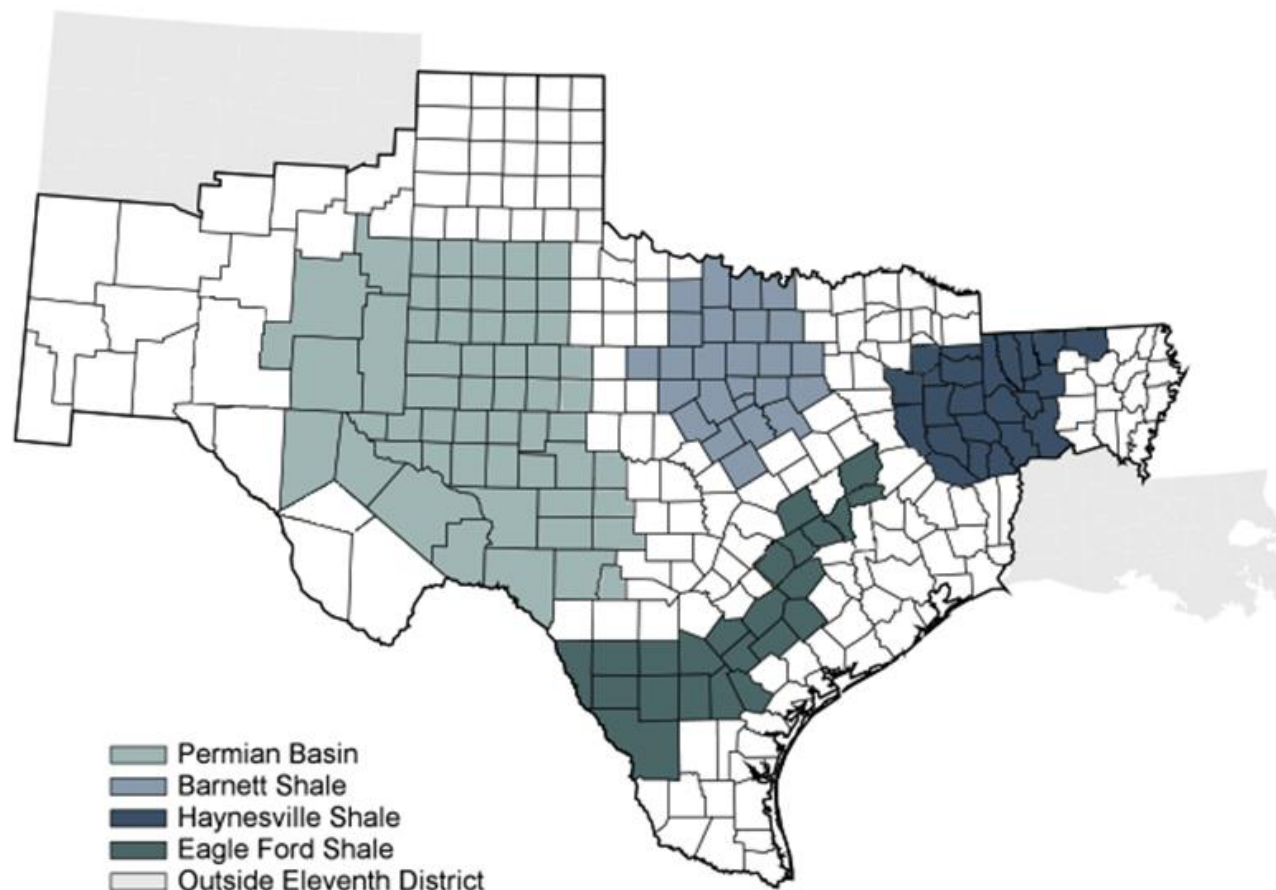 Permian Basin
Barnett Shale
Haynesville Shale
Eagle Ford Shale
Outside Eleventh District